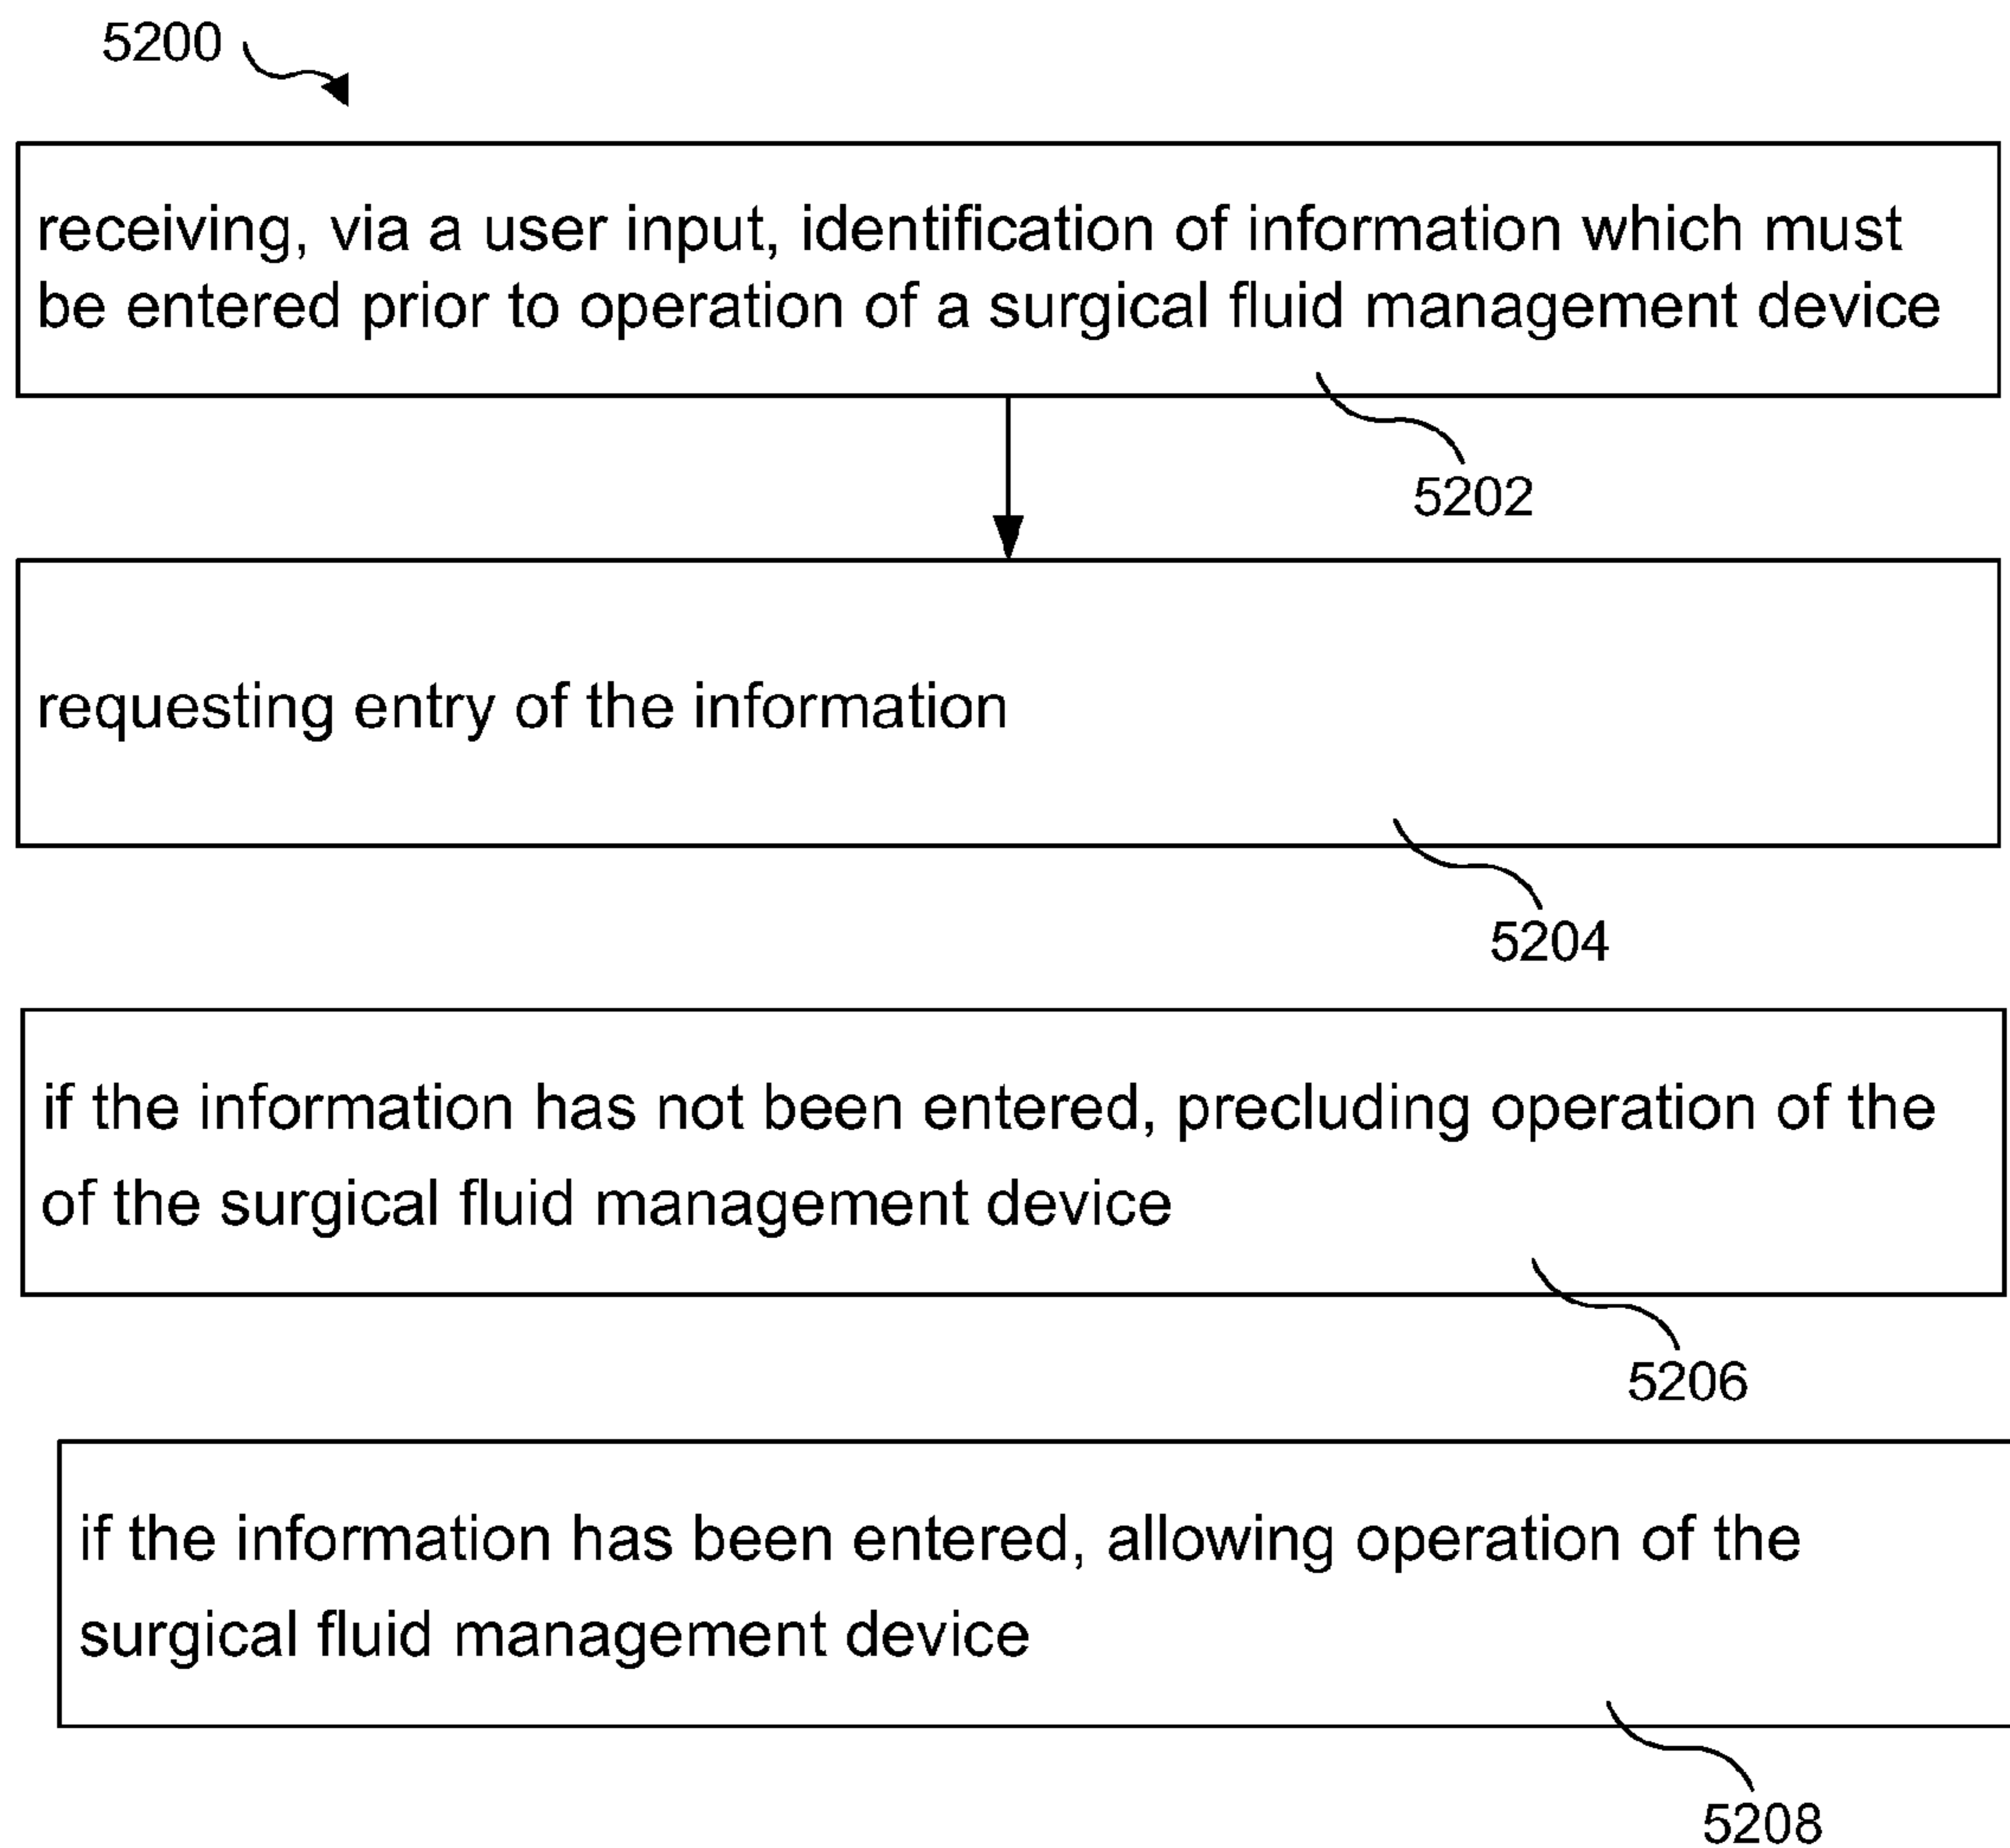 5200
receiving, via a user input, identification of information which must
be entered prior to operation of a surgical fluid management device
5202
requesting entry of the information
5204
if the information has not been entered, precluding operation of the
of the surgical fluid management device
5206
if the information has been entered, allowing operation of the
surgical fluid management device
5208